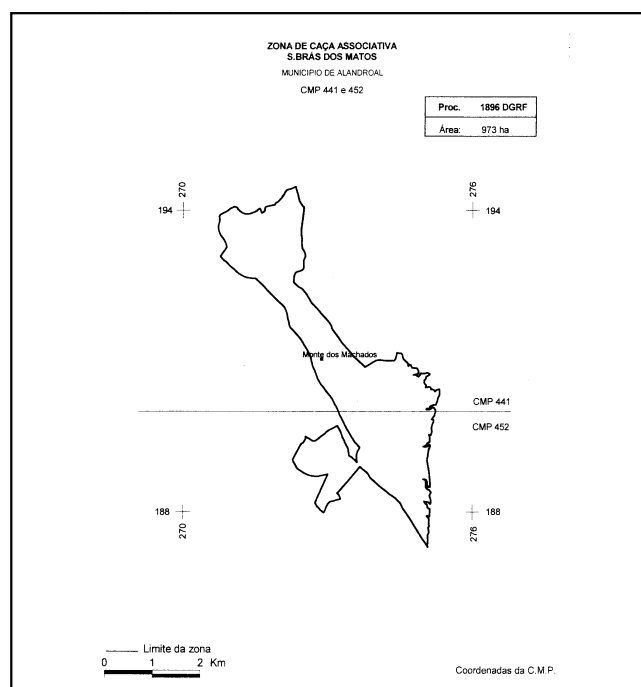 ZONA DE CAÇA ASSOCIATIVA
S.BRÁS DOS MATOS
MUNICIPIO DE ALANDROAL
CMP 441 e 452
Proc. 1896 DGRF
Área: 973 ha
270
276
194
194
Monte dos Machados
CMP 441
CMP 452
188
188
270
276
Limite da zona
0 1 2 Km
Coordenadas da C.M.P.